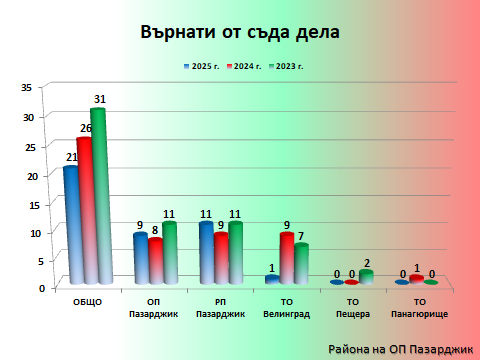 Върнати от съда дела
2025 г. 2024 г. 2023 г.
35
30
25
20
15
10
5
0
21 26 31
9 8 11
11 9 11
1 9 7
0 0 2
0 1 0
ОБЩО
ОП Пазарджик
РП Пазарджик
ТО Велинград
ТО Пещера
ТО Панагюрище
Района на ОП Пазарджик